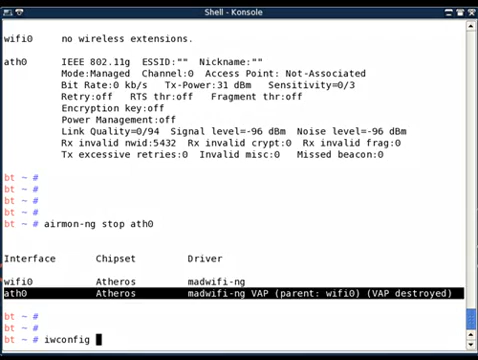 Shell - Konsole
wifi0 no wireless extensions.
ath0 IEEE 802.11g ESSID:"" Nickname:""
Mode:Managed Channel:0 Access Point: Not-Associated
Bit Rate:0 kb/s Tx-Power:31 dBm Sensitivity=0/3
Retry:off RTS thr:off Fragment thr:off
Encryption key:off
Power Management:off
Link Quality=0/94 Signal level=-96 dBm Noise level=-96 dBm
Rx invalid nwid:5432 Rx invalid crypt:0 Rx invalid frag:0
Tx excessive retries:0 Invalid misc:0 Missed beacon:0
bt ~ #
bt ~ #
bt ~ #
bt ~ #
bt ~ # airmon-ng stop ath0
Interface Chipset Driver
wifi0 Atheros madwifi-ng
ath0 Atheros madwifi-ng VAP (parent: wifi0) (VAP destroyed)
bt ~ #
bt ~ #
bt ~ # iwconfig